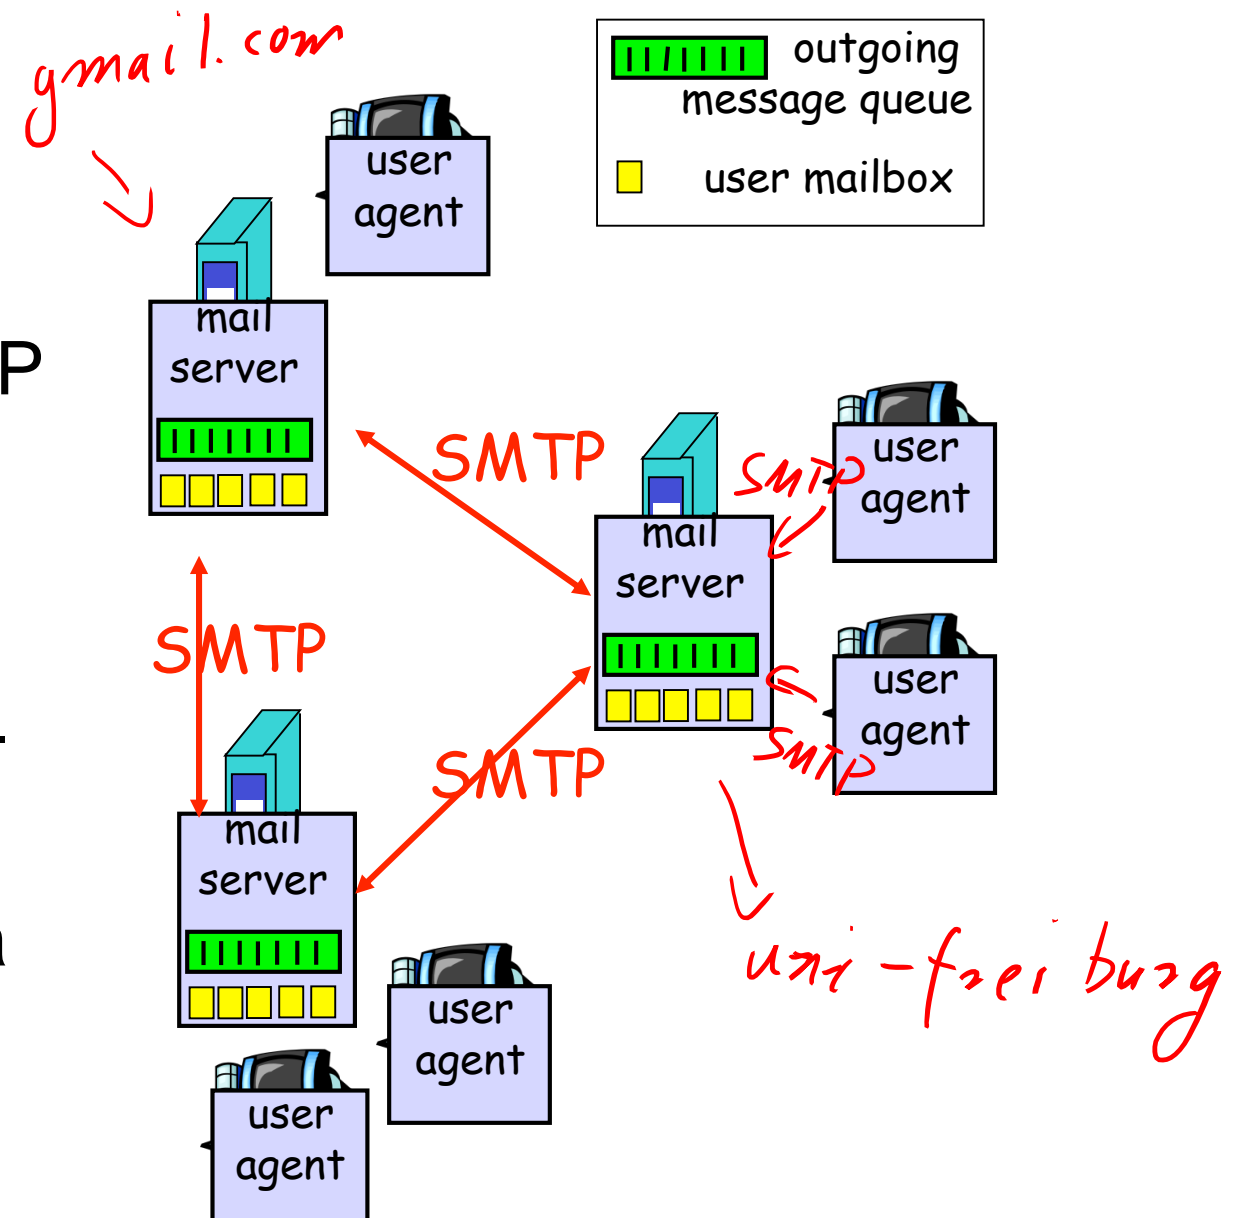 gmail.com
outgoing
message queue
user mailbox
user
agent
mail
server
P
SMTP
user
agent
SMTP
mail
server
SMTP
user
agent
SMTP
SMTP
mail
server
a
uni-freiburg
user
agent
user
agent